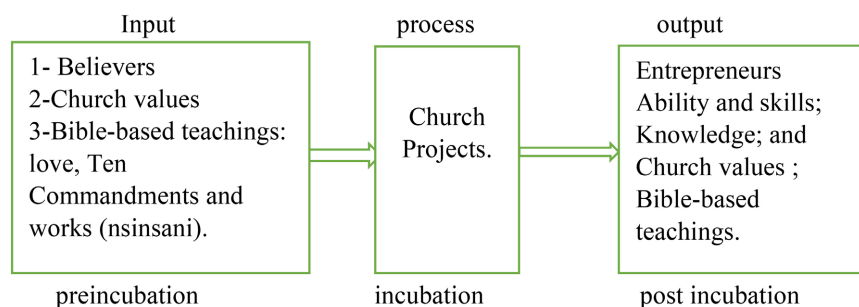 Input
process
output
1- Believers
2-Church values
3-Bible-based teachings:
love, Ten
Commandments and
works (nsinsani).
Church
Projects.
Entrepreneurs
Ability and skills;
Knowledge; and
Church values ;
Bible-based
teachings.
preincubation
incubation
post incubation